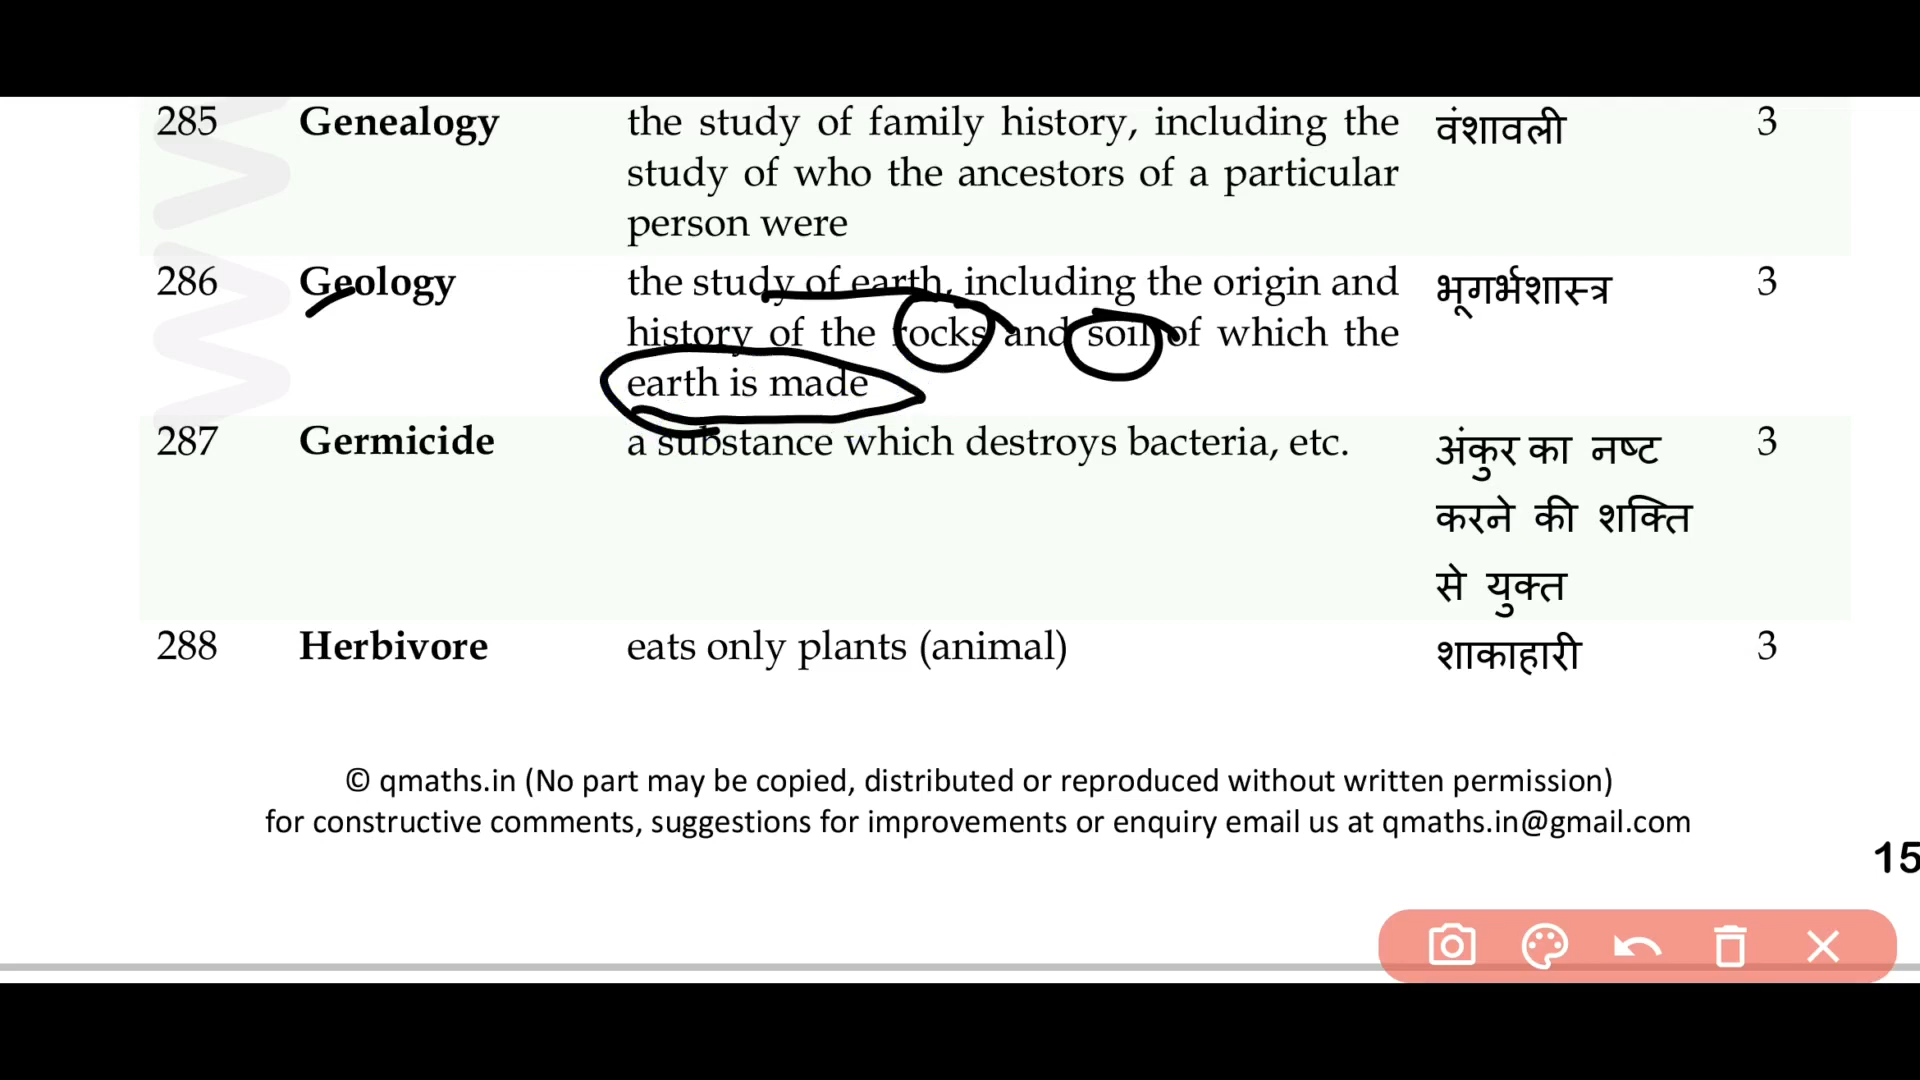 285 Genealogy the study of family history, including the वंशावली 3
study of who the ancestors of a particular
person were
286 Geology the study of earth, including the origin and भूगर्भशास्त्र 3
history of the rocks and soil of which the
earth is made
287 Germicide a substance which destroys bacteria, etc. अंकुर का नष्ट 3
करने की शक्ति
से युक्त
288 Herbivore eats only plants (animal) शाकाहारी 3
© qmaths.in (No part may be copied, distributed or reproduced without written permission)
for constructive comments, suggestions for improvements or enquiry email us at qmaths.in@gmail.com
15